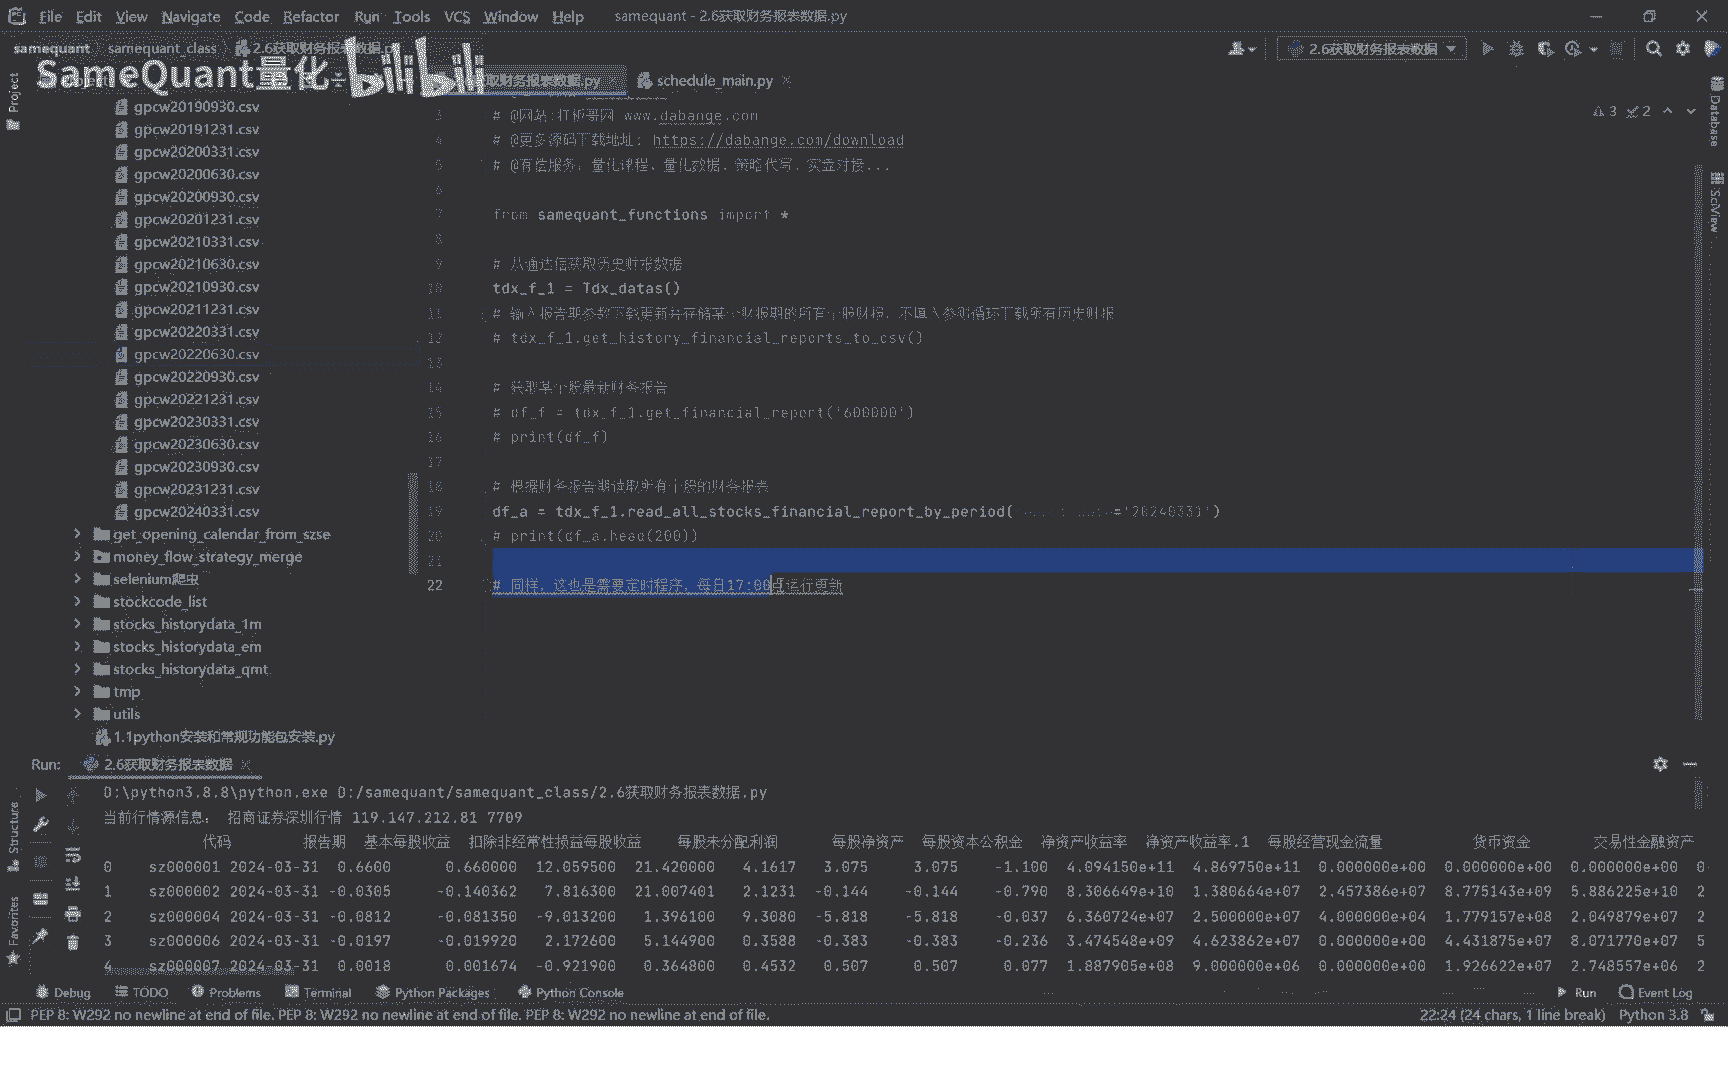 File Edit View Navigate Code Refactor Run Tools VCS Window Help samequant - 2.6获取财务报表数据.py
samequant samequant_class 2.6获取财务报表数据.py
2.6获取财务报表数据
SameQuant量化 bilibili
取财务报表数据.py schedule_main.py
Project
Database
SciView
3 2
gpcw20190930.csv
gpcw20191231.csv
gpcw20200331.csv
gpcw20200630.csv
gpcw20200930.csv
gpcw20201231.csv
gpcw20210331.csv
gpcw20210630.csv
gpcw20210930.csv
gpcw20211231.csv
gpcw20220331.csv
gpcw20220630.csv
gpcw20220930.csv
gpcw20221231.csv
gpcw20230331.csv
gpcw20230630.csv
gpcw20230930.csv
gpcw20231231.csv
gpcw20240331.csv
get_opening_calendar_from_szse
money_flow_strategy_merge
selenium爬虫
stockcode_list
stocks_historydata_1m
stocks_historydata_em
stocks_historydata_qmt
tmp
utils
1.1python安装和常规功能包安装.py
3 # @网站:打板哥网 www.dabange.com
4 # @更多源码下载地址: https://dabange.com/download
5 # @有偿服务: 量化课程、量化数据、策略代写、实盘对接...
6
7 from samequant_functions import *
8
9 # 从通达信获取历史财报数据
10 tdx_f_1 = Tdx_datas()
11 # 输入报告期参数下载更新并存储某个财报期的所有个股财报, 不填入参则循环下载所有历史财报
12 # tdx_f_1.get_history_financial_reports_to_csv()
13
14 # 获取某个股最新财务报告
15 # df_f = tdx_f_1.get_financial_report('600000')
16 # print(df_f)
17
18 # 根据财务报告期读取所有个股的财务报表
19 df_a = tdx_f_1.read_all_stocks_financial_report_by_period( ='20240331')
20 # print(df_a.head(200))
21
22 # 同样, 这也是需要定时程序, 每日17:00点运行更新
Run: 2.6获取财务报表数据
D:\python3.8.8\python.exe D:/samequant/samequant_class/2.6获取财务报表数据.py
当前行情源信息: 招商证券深圳行情 119.147.212.81 7709
代码 报告期 基本每股收益 扣除非经常性损益每股收益 每股未分配利润 每股净资产 每股资本公积金 净资产收益率 净资产收益率.1 每股经营现金流量 货币资金 交易性金融资产
0 sz000001 2024-03-31 0.6600 0.660000 12.059500 21.420000 4.1617 3.075 3.075 -1.100 4.094150e+11 4.869750e+11 0.000000e+00 0.000000e+00 0.000000e+00 0
1 sz000002 2024-03-31 -0.0305 -0.140362 7.816300 21.007401 2.1231 -0.144 -0.144 -0.790 8.306649e+10 1.380664e+07 2.457386e+07 8.775143e+09 5.886225e+10 2
2 sz000004 2024-03-31 -0.0812 -0.081350 -9.013200 1.396100 9.3080 -5.818 -5.818 -0.037 6.360724e+07 2.500000e+07 4.000000e+04 1.779157e+08 2.049879e+07 2
3 sz000006 2024-03-31 -0.0197 -0.019920 2.172600 5.144900 0.3588 -0.383 -0.383 -0.236 3.474548e+09 4.623862e+07 0.000000e+00 4.431875e+07 8.071770e+07 5
4 sz000007 2024-03-31 0.0018 0.001674 -0.921900 0.364800 0.4532 0.507 0.507 0.077 1.887905e+08 9.000000e+06 0.000000e+00 1.926622e+07 2.748557e+06 2
Structure
Favorites
Debug TODO Problems Terminal Python Packages Python Console Run Event Log
PEP 8: W292 no newline at end of file. PEP 8: W292 no newline at end of file. PEP 8: W292 no newline at end of file. 22:24 (24 chars, 1 line break) Python 3.8